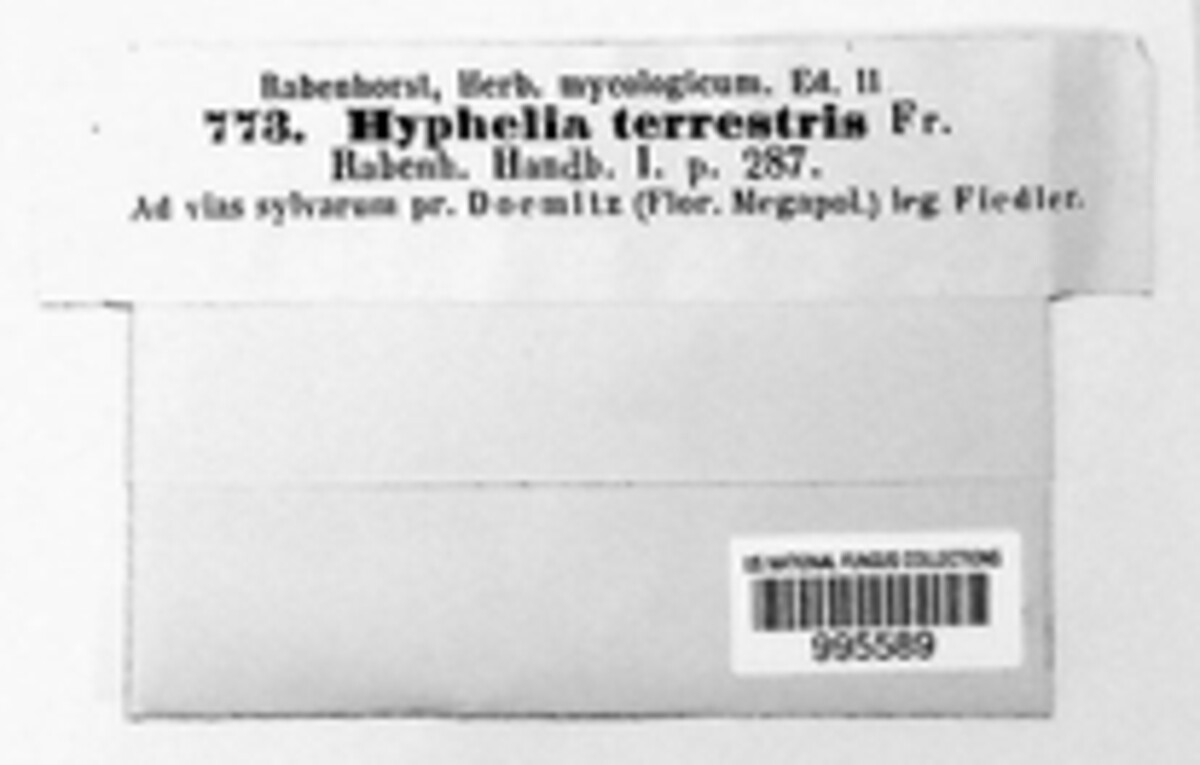 Rabenhorst, Herb. mycologicum. Ed. II
773. Hyphelia terrestris Fr.
Rabenh. Handb. I. p. 287.
Ad vias sylvarum pr. Doemitz (Flor. Megapol.) leg. Fiedler.
US NATIONAL FUNGUS COLLECTIONS
995589